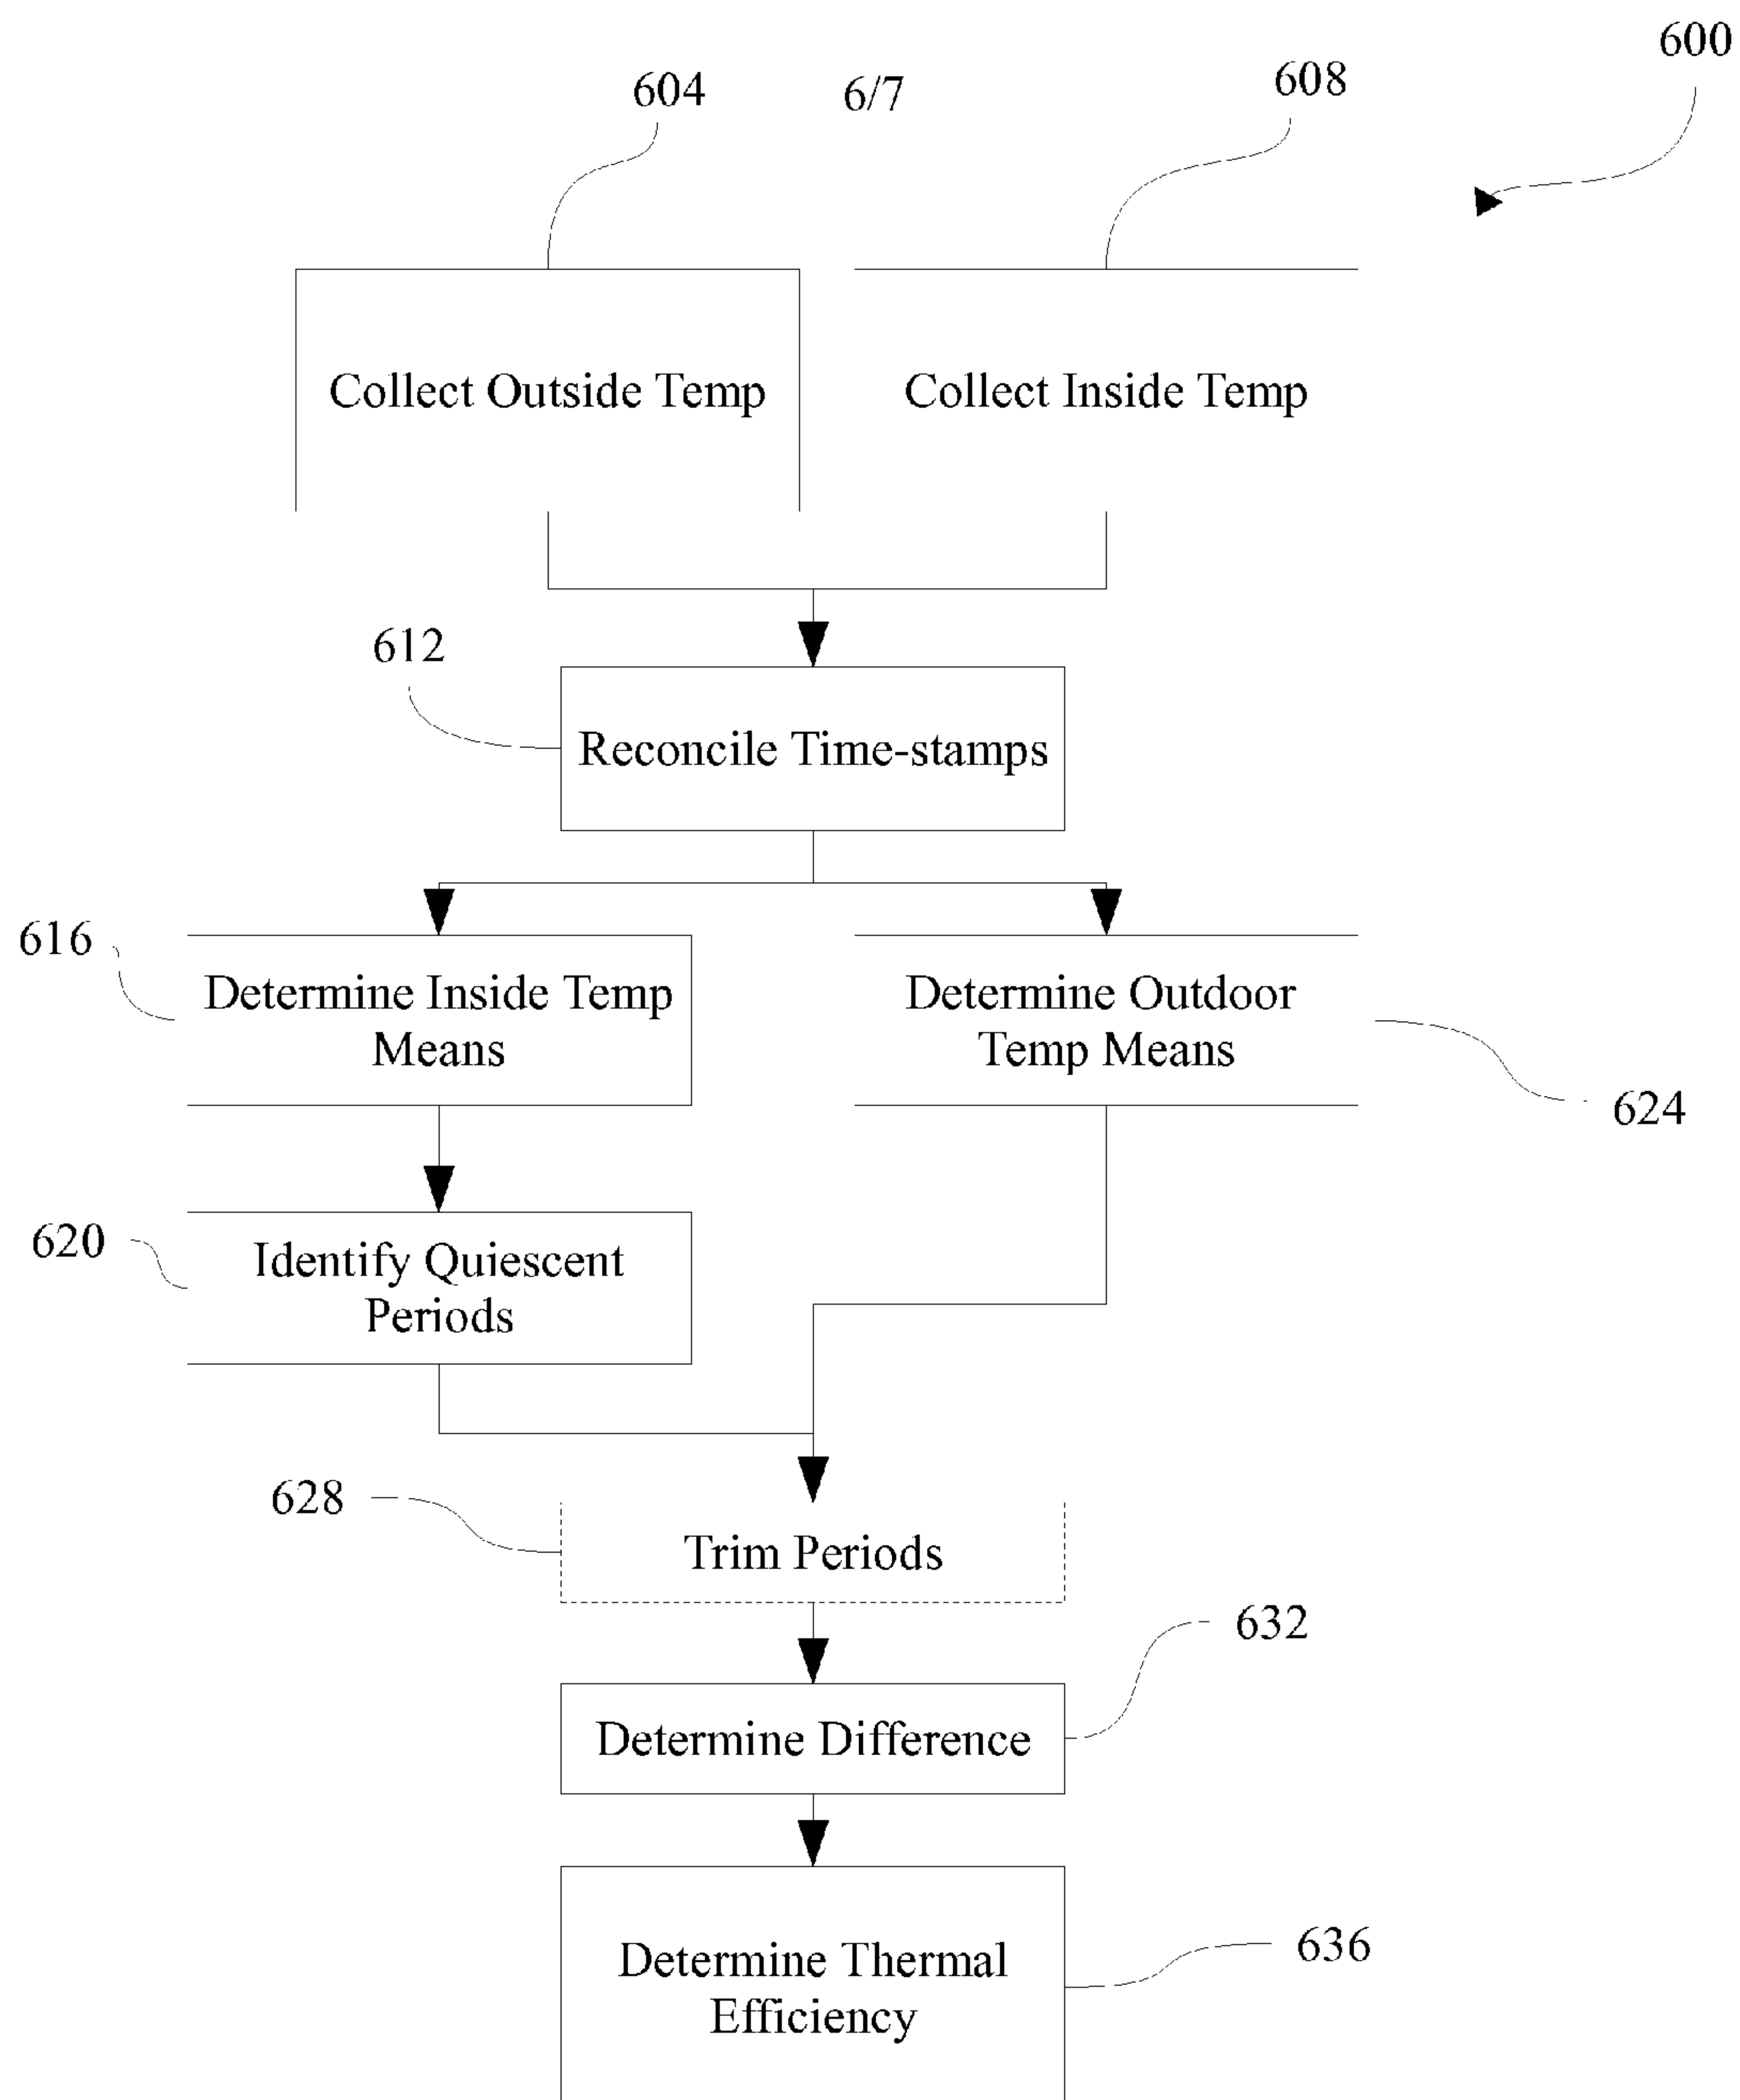 600
604
6/7
608
Collect Outside Temp
Collect Inside Temp
612
Reconcile Time-stamps
616
Determine Inside Temp
Means
Determine Outdoor
Temp Means
624
620
Identify Quiescent
Periods
628
Trim Periods
632
Determine Difference
636
Determine Thermal
Efficiency